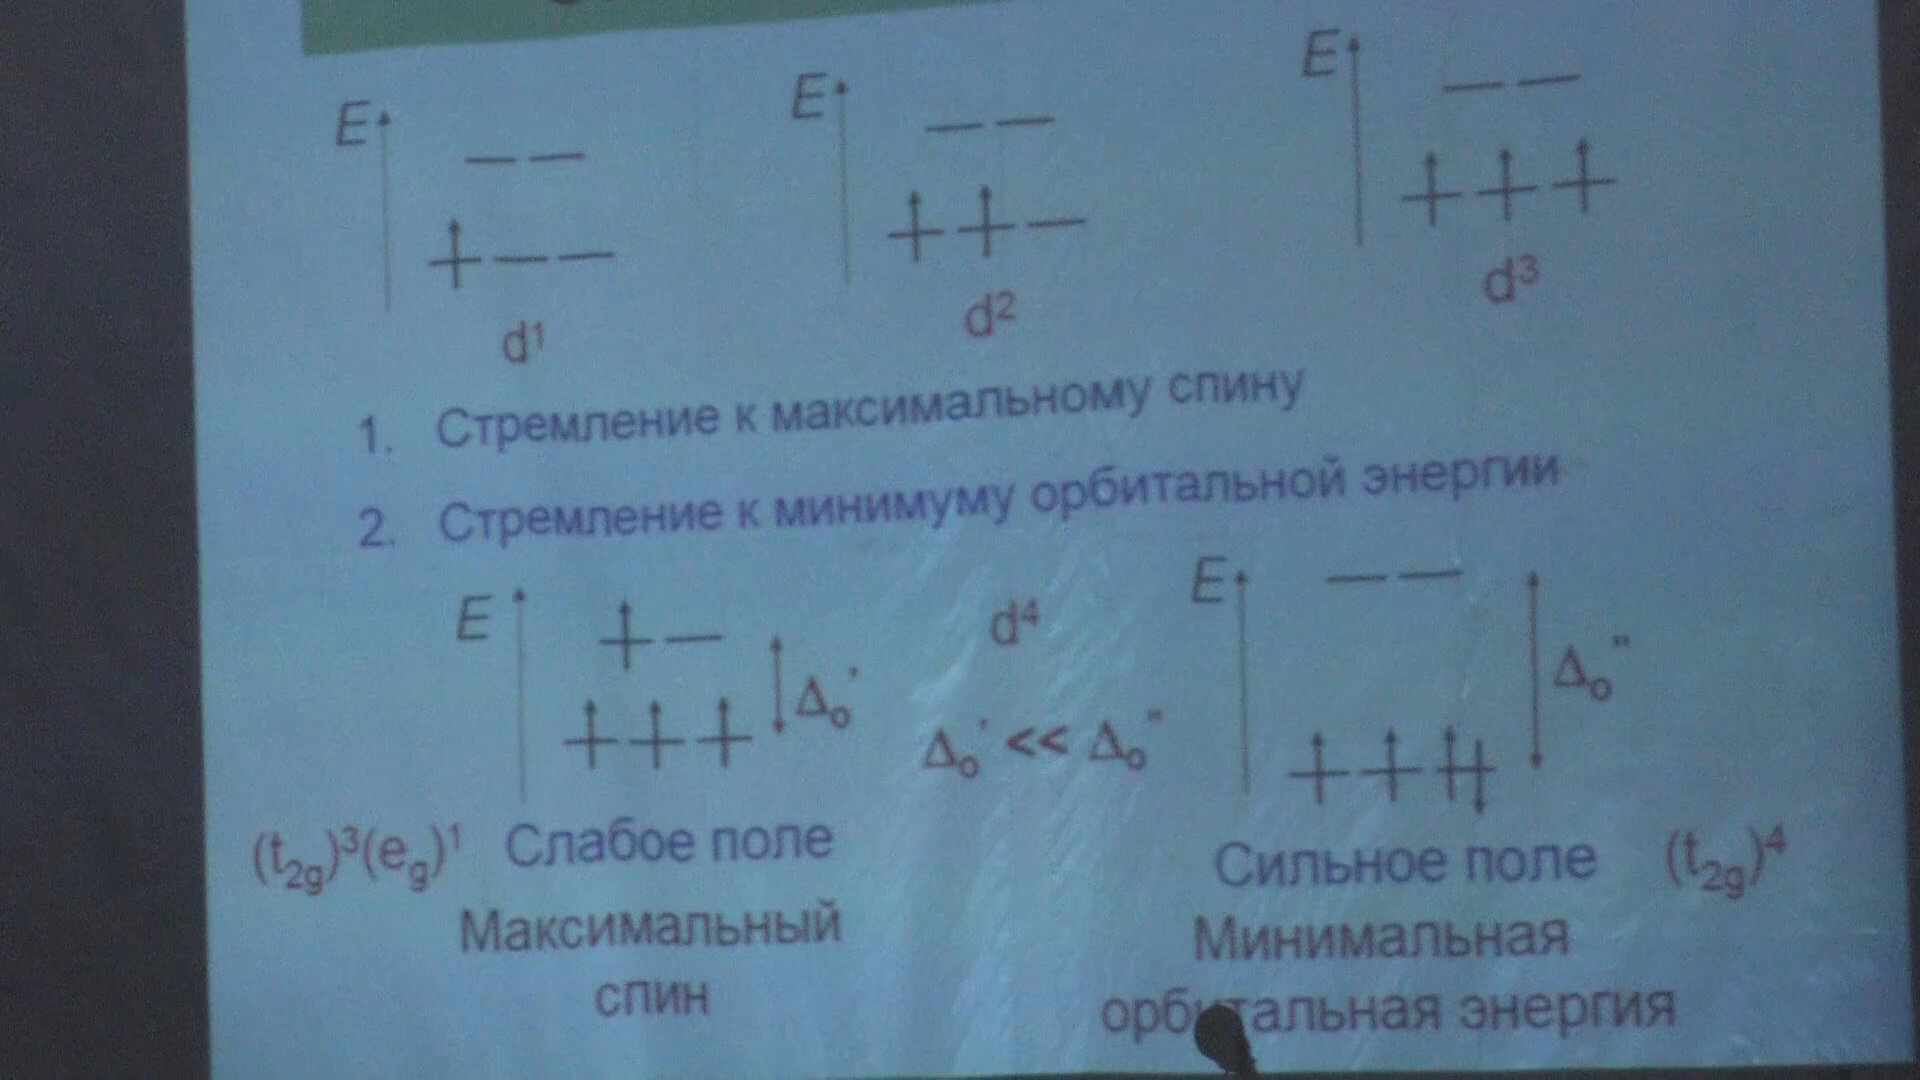 E
E
E
d¹
d²
d³
1. Стремление к максимальному спину
2. Стремление к минимуму орбитальной энергии
E
d⁴
E
Δₒ'
Δₒ' << Δₒ"
Δₒ"
(t₂g)³(eg)¹ Слабое поле
Сильное поле (t₂g)⁴
Максимальный
спин
Минимальная
орбитальная энергия